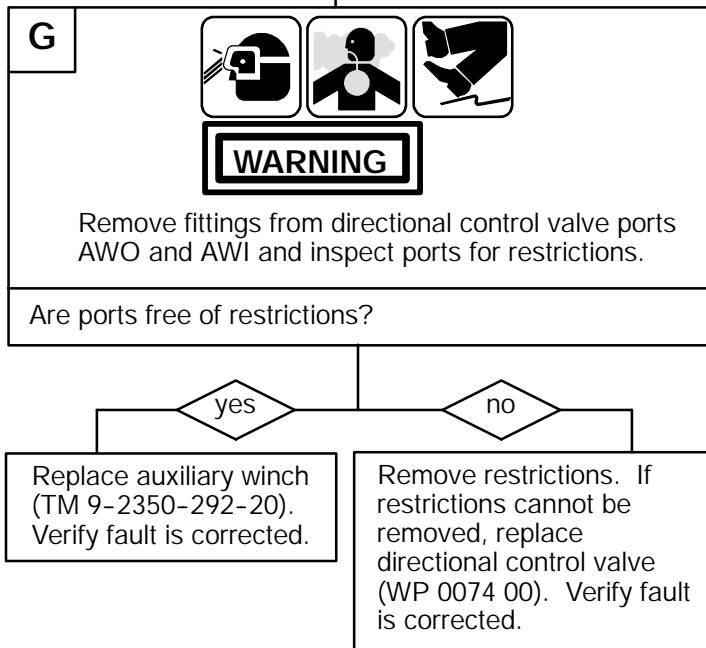 G
WARNING
Remove fittings from directional control valve ports
AWO and AWI and inspect ports for restrictions.
Are ports free of restrictions?
yes
no
Replace auxiliary winch
(TM 9-2350-292-20).
Verify fault is corrected.
Remove restrictions. If
restrictions cannot be
removed, replace
directional control valve
(WP 0074 00). Verify fault
is corrected.